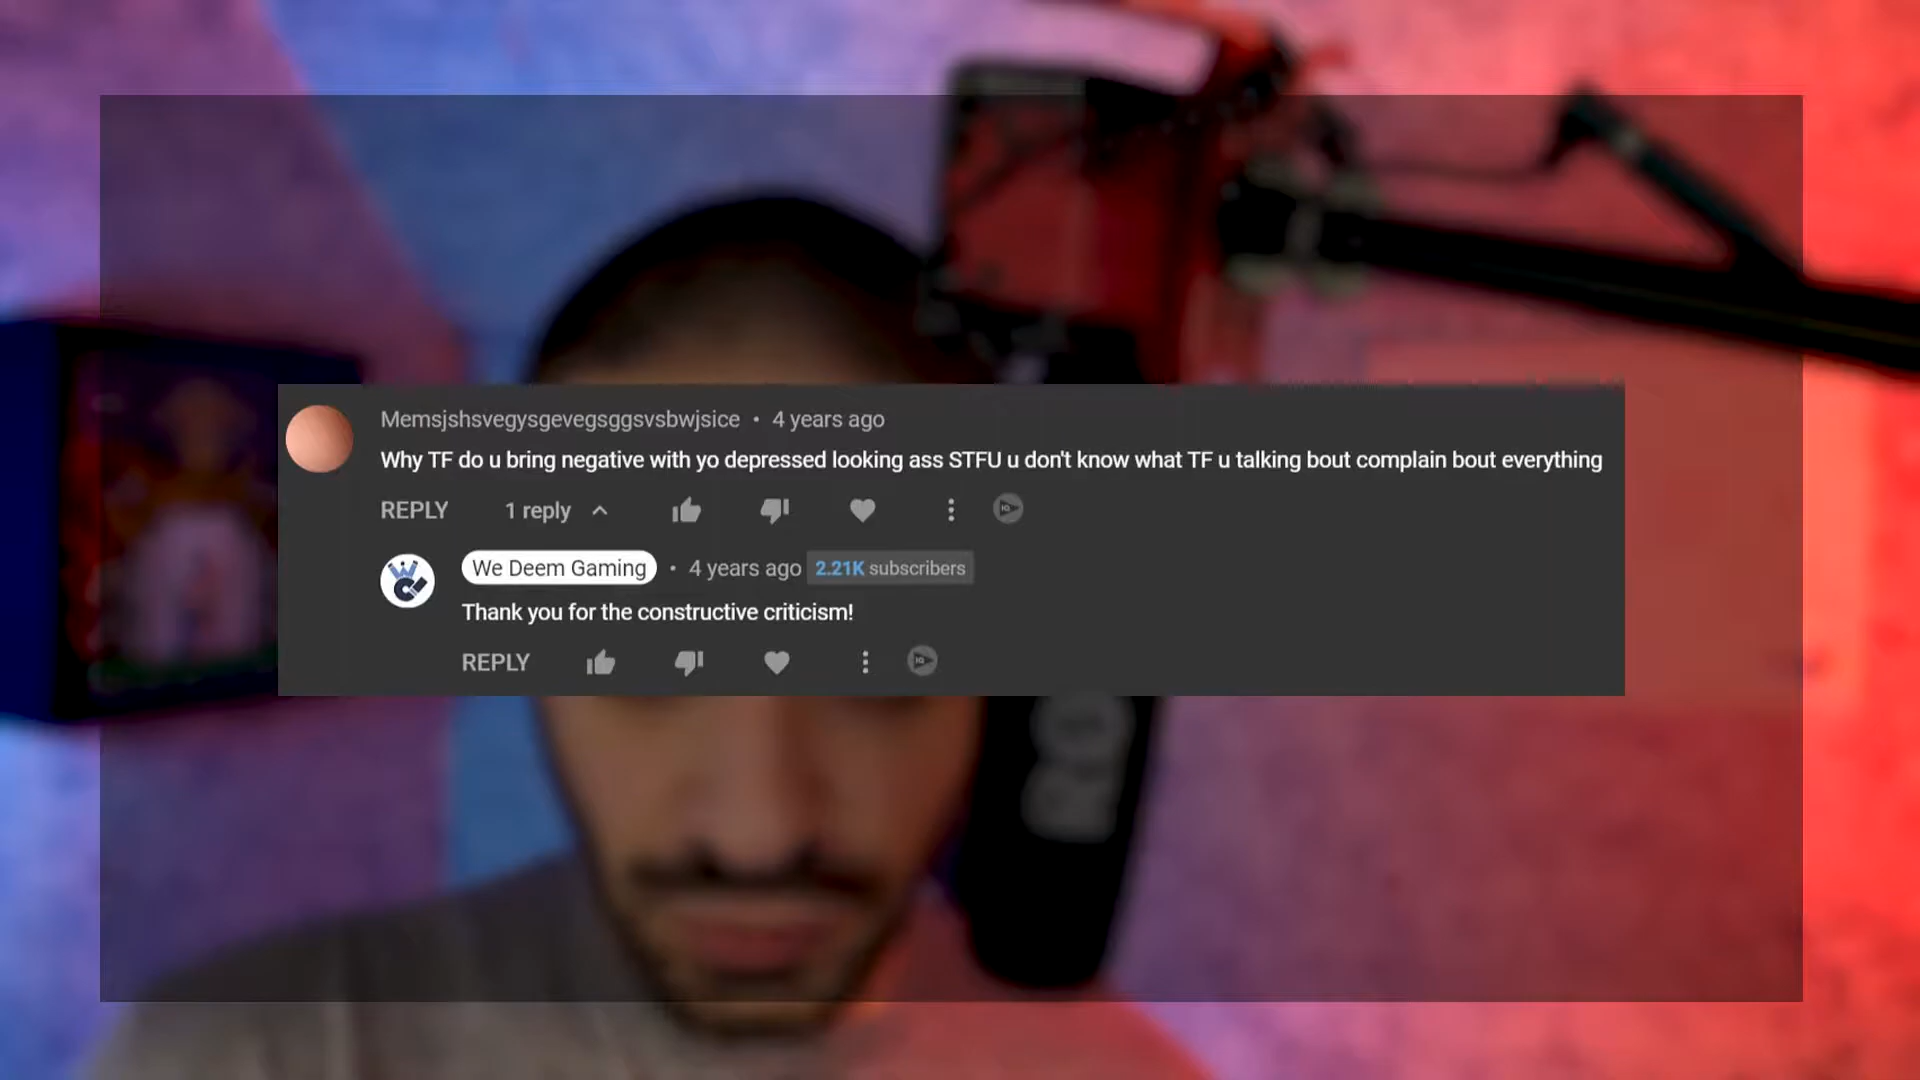 Memsjshsvegysgevegsggsvsbwjsice • 4 years ago
Why TF do u bring negative with yo depressed looking ass STFU u don't know what TF u talking bout complain bout everything
REPLY 1 reply
We Deem Gaming • 4 years ago 2.21K subscribers
Thank you for the constructive criticism!
REPLY